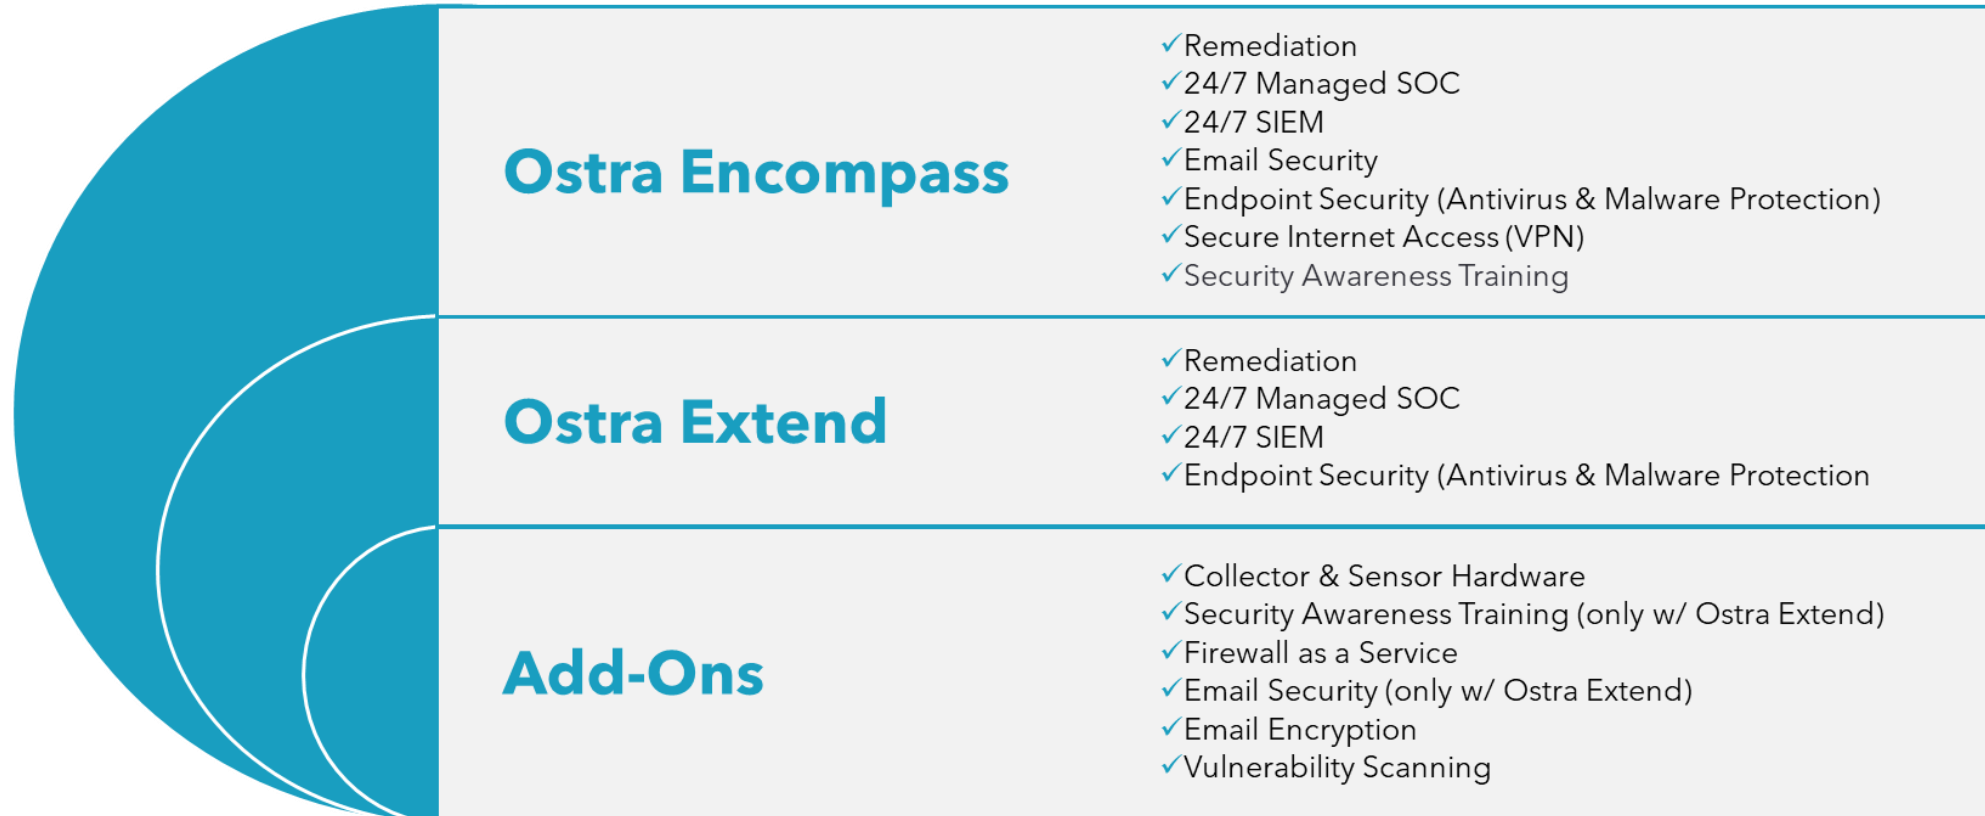 Ostra Encompass
✓Remediation
✓24/7 Managed SOC
✓24/7 SIEM
✓Email Security
✓Endpoint Security (Antivirus & Malware Protection)
✓Secure Internet Access (VPN)
✓Security Awareness Training
Ostra Extend
✓Remediation
✓24/7 Managed SOC
✓24/7 SIEM
✓Endpoint Security (Antivirus & Malware Protection
Add-Ons
✓Collector & Sensor Hardware
✓Security Awareness Training (only w/ Ostra Extend)
✓Firewall as a Service
✓Email Security (only w/ Ostra Extend)
✓Email Encryption
✓Vulnerability Scanning